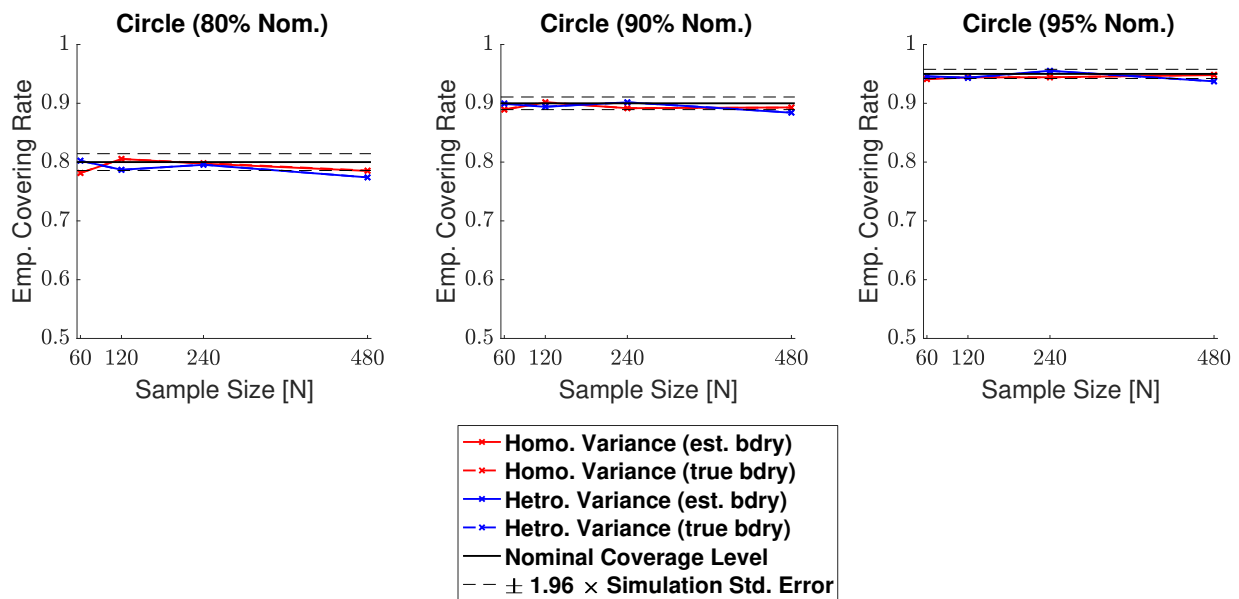 Circle (80% Nom.)
1
0.9
0.8
0.7
0.6
0.5
Emp. Covering Rate
60 120 240 480
Sample Size [N]
Circle (90% Nom.)
1
0.9
0.8
0.7
0.6
0.5
Emp. Covering Rate
60 120 240 480
Sample Size [N]
Circle (95% Nom.)
1
0.9
0.8
0.7
0.6
0.5
Emp. Covering Rate
60 120 240 480
Sample Size [N]
Homo. Variance (est. bdry)
Homo. Variance (true bdry)
Hetro. Variance (est. bdry)
Hetro. Variance (true bdry)
Nominal Coverage Level
± 1.96 × Simulation Std. Error